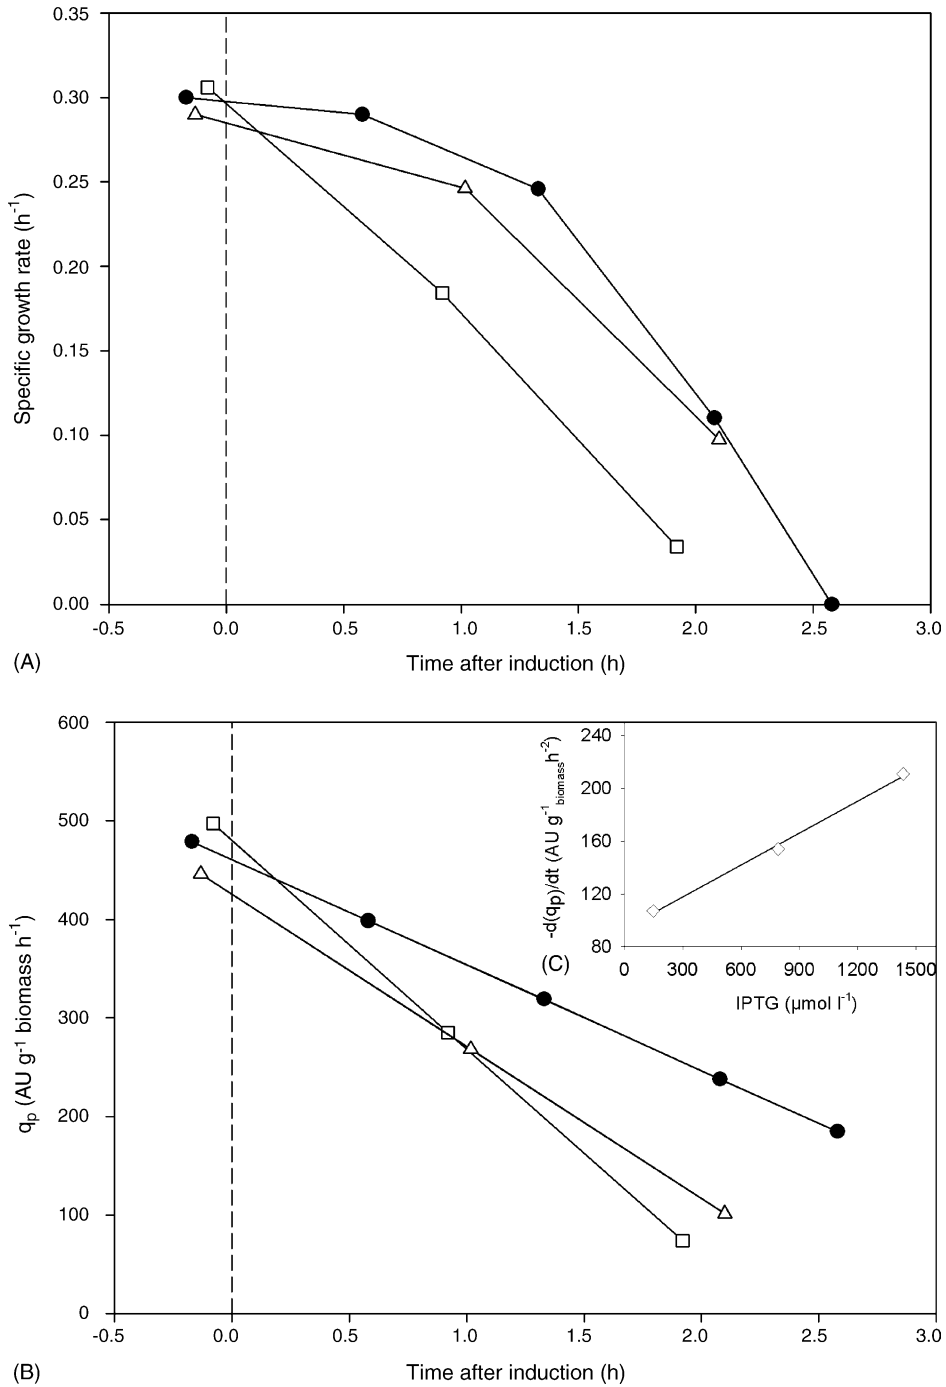 0.35
0.30
0.25
0.20
0.15
0.10
0.05
0.00
Specific growth rate (h⁻¹)
-0.5 0.0 0.5 1.0 1.5 2.0 2.5 3.0
(A)
Time after induction (h)
600
500
400
300
200
100
0
qₚ (AU g⁻¹ biomass h⁻¹)
240
200
160
120
80
-d(qₚ)/dt (AU g⁻¹biomassh⁻²)
(C)
0 300 600 900 1200 1500
IPTG (µmol l⁻¹)
-0.5 0.0 0.5 1.0 1.5 2.0 2.5 3.0
(B)
Time after induction (h)